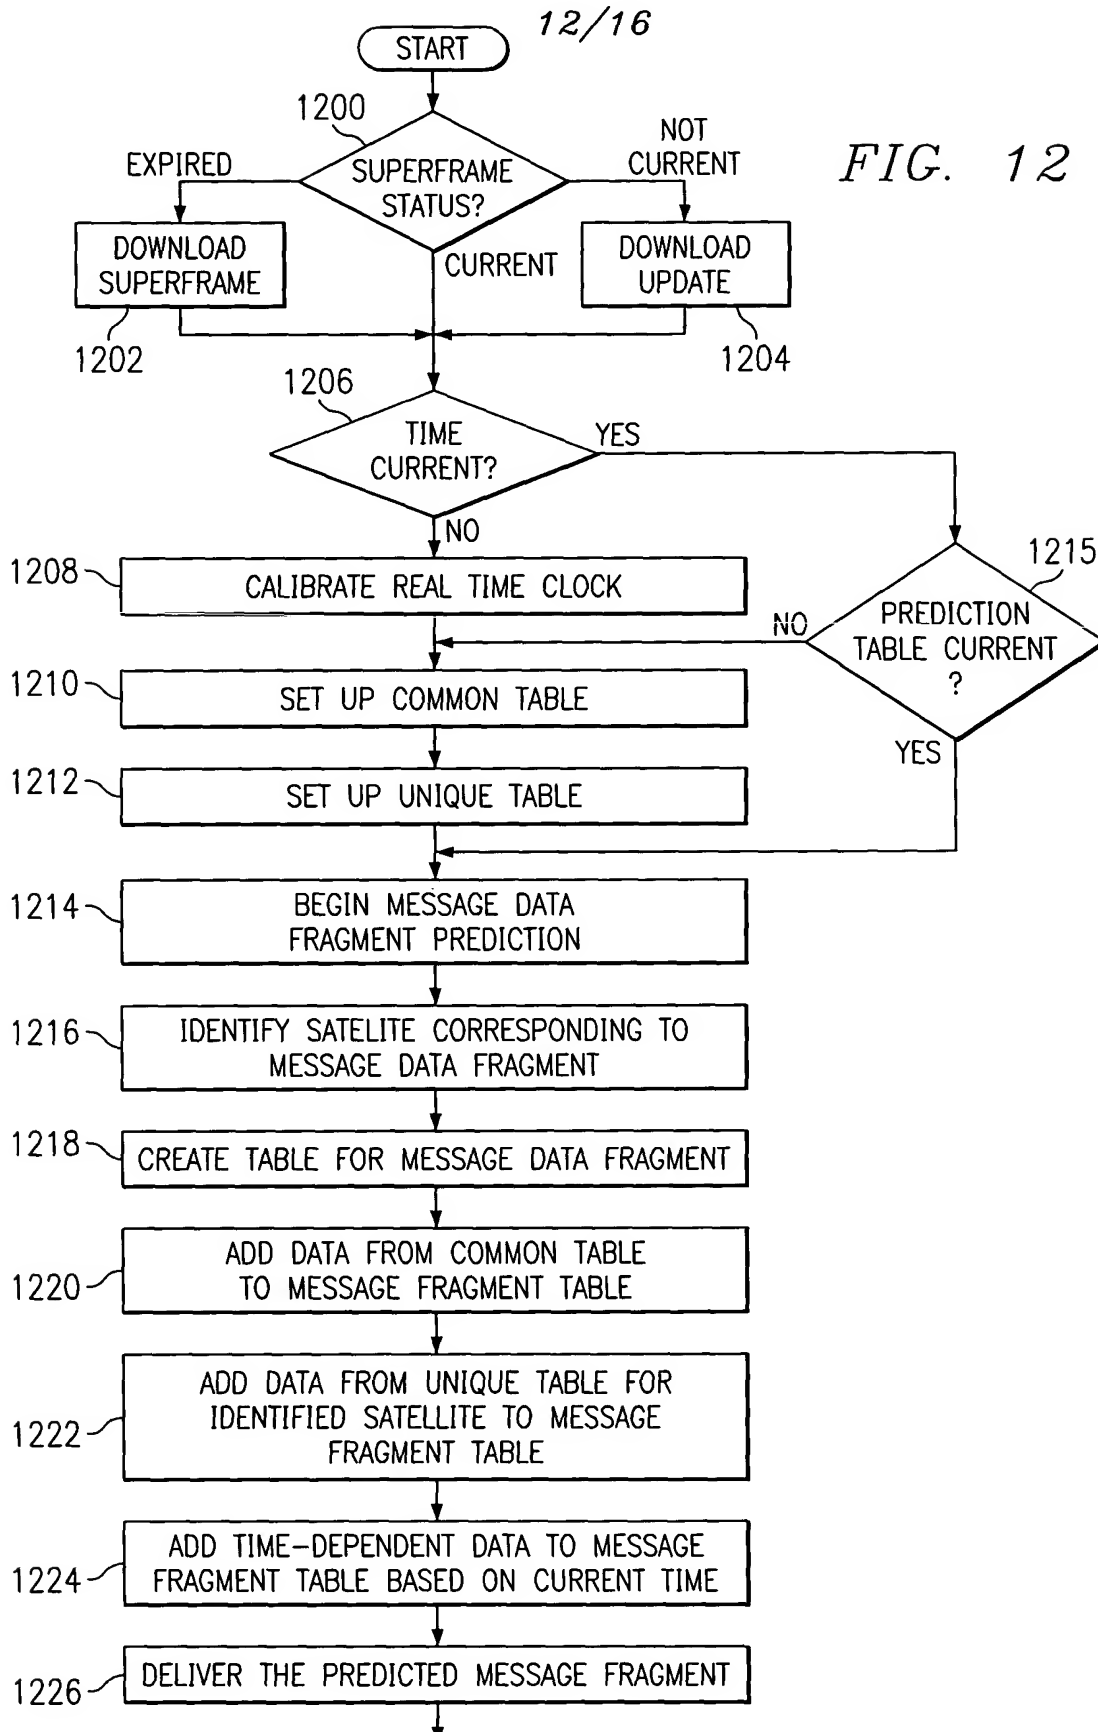 12/16
START
1200
FIG. 12
EXPIRED
SUPERFRAME
STATUS?
NOT
CURRENT
DOWNLOAD
SUPERFRAME
CURRENT
DOWNLOAD
UPDATE
1202
1204
1206
TIME
CURRENT?
YES
NO
1208
CALIBRATE REAL TIME CLOCK
1215
PREDICTION
TABLE CURRENT
?
NO
YES
1210
SET UP COMMON TABLE
1212
SET UP UNIQUE TABLE
1214
BEGIN MESSAGE DATA
FRAGMENT PREDICTION
1216
IDENTIFY SATELITE CORRESPONDING TO
MESSAGE DATA FRAGMENT
1218
CREATE TABLE FOR MESSAGE DATA FRAGMENT
1220
ADD DATA FROM COMMON TABLE
TO MESSAGE FRAGMENT TABLE
1222
ADD DATA FROM UNIQUE TABLE FOR
IDENTIFIED SATELLITE TO MESSAGE
FRAGMENT TABLE
1224
ADD TIME-DEPENDENT DATA TO MESSAGE
FRAGMENT TABLE BASED ON CURRENT TIME
1226
DELIVER THE PREDICTED MESSAGE FRAGMENT